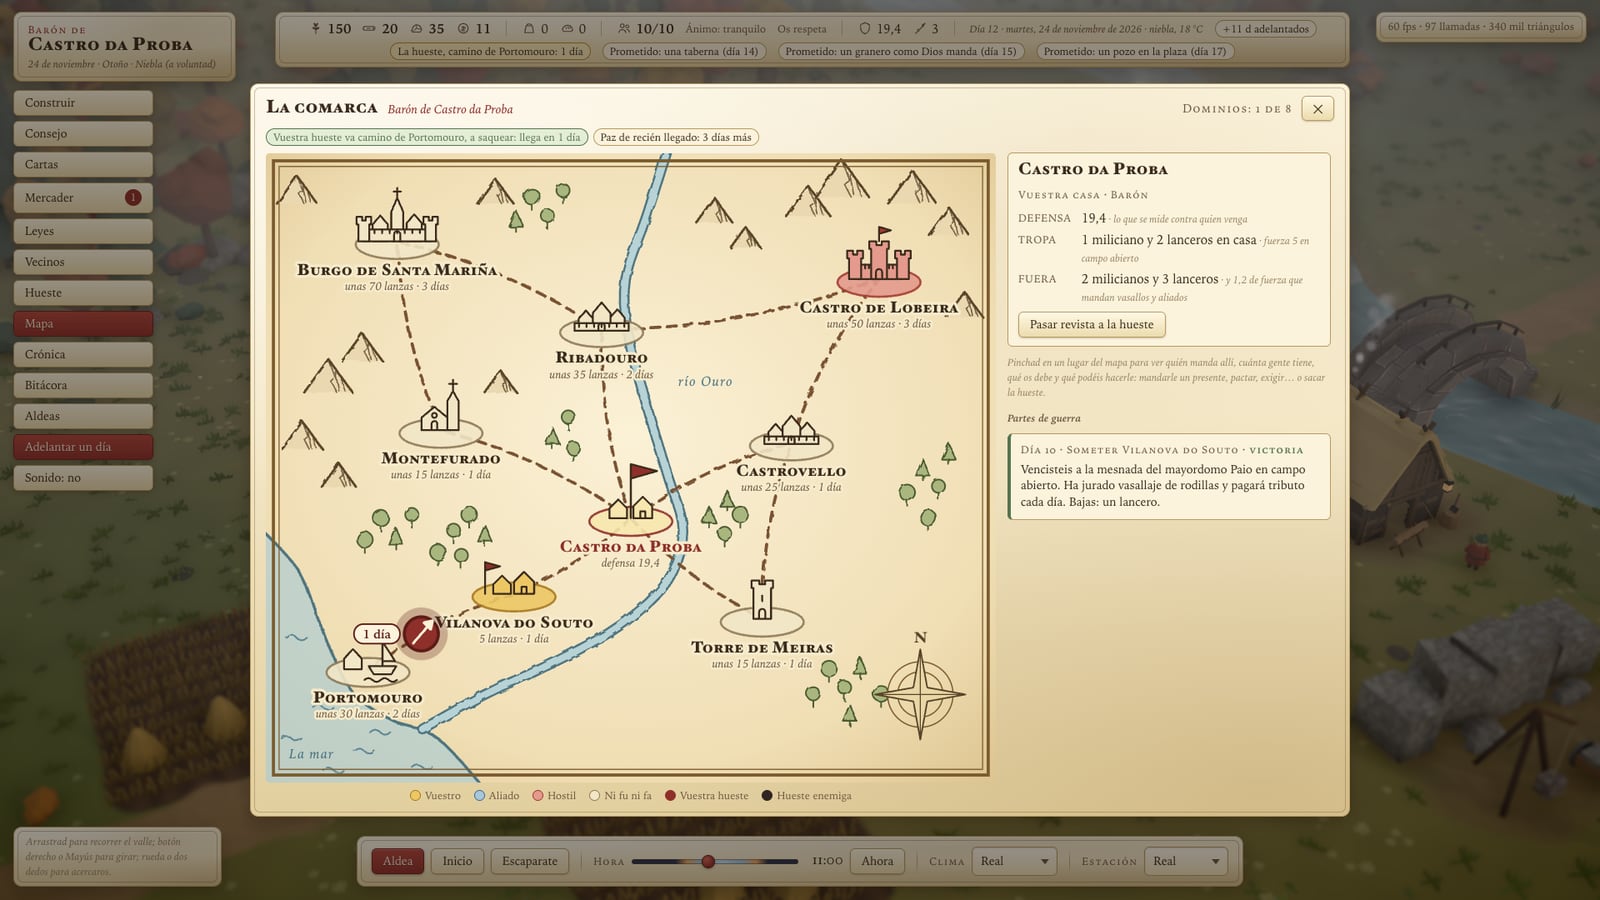 Barón de
Castro da Proba
24 de noviembre · Otoño · Niebla (a voluntad)
150 20 35 11 0 0 10/10 Ánimo: tranquilo Os respeta 19,4 3 Día 12 · martes, 24 de noviembre de 2026 · niebla, 18 °C +11 d adelantados
La hueste, camino de Portomouro: 1 día Prometido: una taberna (día 14) Prometido: un granero como Dios manda (día 15) Prometido: un pozo en la plaza (día 17)
60 fps · 97 llamadas · 340 mil triángulos
Construir
Consejo
Cartas
Mercader 1
Leyes
Vecinos
Hueste
Mapa
Crónica
Bitácora
Aldeas
Adelantar un día
Sonido: no
La comarca Barón de Castro da Proba
Dominios: 1 de 8 ×
Vuestra hueste va camino de Portomouro, a saquear: llega en 1 día Paz de recién llegado: 3 días más
Burgo de Santa Mariña
unas 70 lanzas · 3 días
Castro de Lobeira
unas 50 lanzas · 3 días
Ribadouro
unas 35 lanzas · 2 días
río Ouro
Montefurado
unas 15 lanzas · 1 día
Castrovello
unas 25 lanzas · 1 día
Castro da Proba
defensa 19,4
Vilanova do Souto
5 lanzas · 1 día
1 día
Torre de Meiras
unas 15 lanzas · 1 día
Portomouro
unas 30 lanzas · 2 días
N
La mar
Vuestro Aliado Hostil Ni fu ni fa Vuestra hueste Hueste enemiga
Castro da Proba
Vuestra casa · Barón
Defensa 19,4 · lo que se mide contra quien venga
Tropa 1 miliciano y 2 lanceros en casa · fuerza 5 en
campo abierto
Fuera 2 milicianos y 3 lanceros · y 1,2 de fuerza que
mandan vasallos y aliados
Pasar revista a la hueste
Pinchad en un lugar del mapa para ver quién manda allí, cuánta gente tiene,
qué os debe y qué podéis hacerle: mandarle un presente, pactar, exigir… o sacar
la hueste.
Partes de guerra
Día 10 · Someter Vilanova do Souto · victoria
Vencisteis a la mesnada del mayordomo Paio en campo
abierto. Ha jurado vasallaje de rodillas y pagará tributo
cada día. Bajas: un lancero.
Arrastrad para recorrer el valle; botón
derecho o Mayús para girar; rueda o dos
dedos para acercaros.
Aldea Inicio Escaparate Hora 11:00 Ahora Clima Real Estación Real